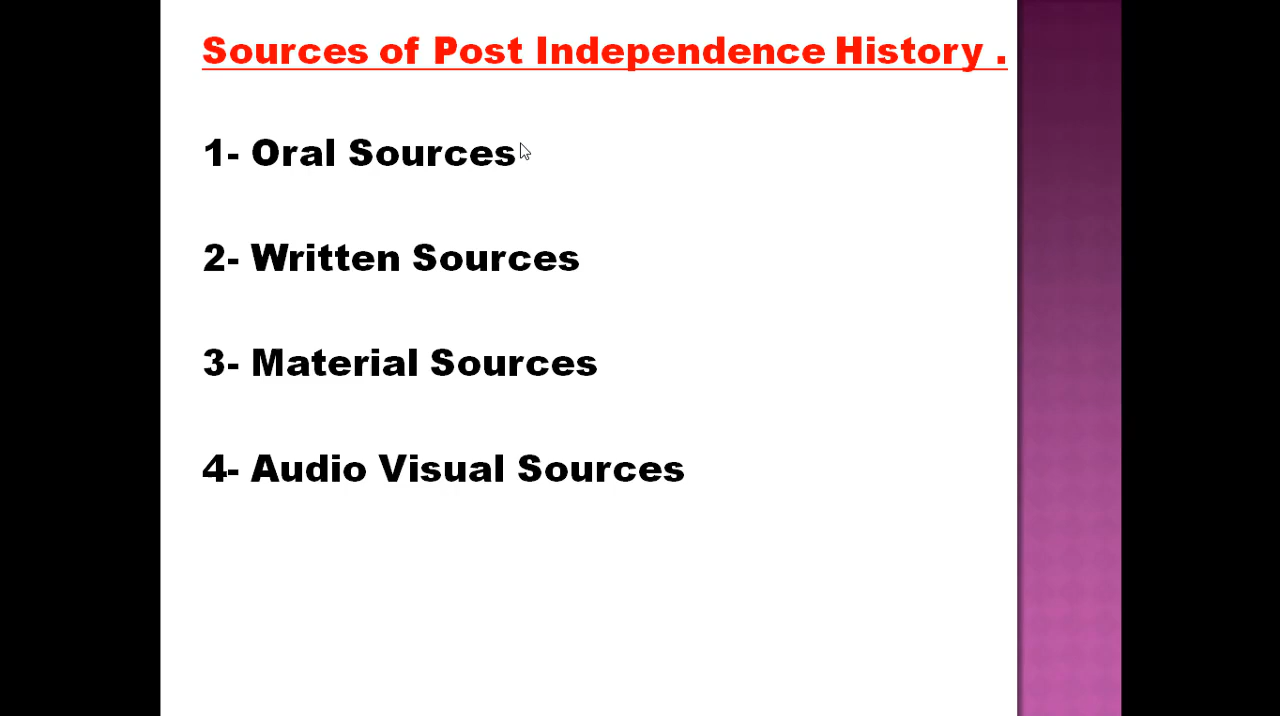 Sources of Post Independence History .
1- Oral Sources
2- Written Sources
3- Material Sources
4- Audio Visual Sources